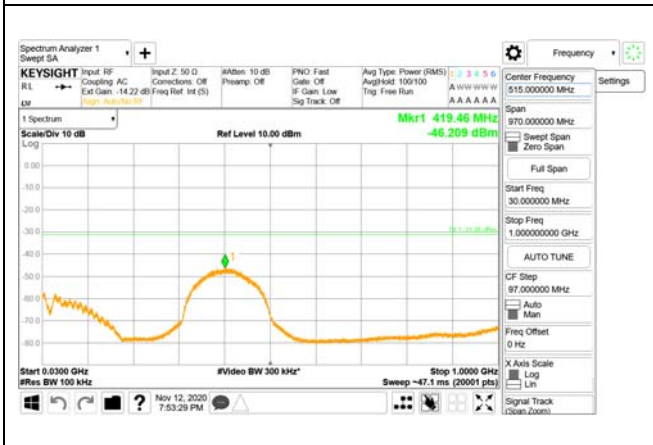 Spectrum Analyzer 1
Swept SA
+
Frequency
KEYSIGHT
RL
Input: RF
Coupling: AC
Ext Gain: -14.22 dB
Align: Auto/No RF
Input Z: 50 Ω
Corrections: Off
Freq Ref: Int (S)
#Atten: 10 dB
Preamp: Off
PNO: Fast
Gate: Off
IF Gain: Low
Sig Track: Off
Avg Type: Power (RMS)
Avg|Hold: 100/100
Trig: Free Run
1 2 3 4 5 6
A W W W W W
A A A A A A
1 Spectrum
Scale/Div 10 dB
Log
Ref Level 10.00 dBm
Mkr1 419.46 MHz
-46.209 dBm
0.00
-10.0
-20.0
-30.0
-40.0
-50.0
-60.0
-70.0
-80.0
1
Start 0.0300 GHz
#Res BW 100 kHz
#Video BW 300 kHz*
Stop 1.0000 GHz
Sweep ~47.1 ms (20001 pts)
Nov 12, 2020
7:53:29 PM
?
Center Frequency
515.000000 MHz
Settings
Span
970.000000 MHz
Swept Span
Zero Span
Full Span
Start Freq
30.000000 MHz
Stop Freq
1.000000000 GHz
AUTO TUNE
CF Step
97.000000 MHz
Auto
Man
Freq Offset
0 Hz
X Axis Scale
Log
Lin
Signal Track
(Span Zoom)